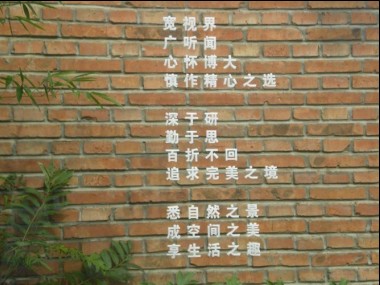 宽视界
广听闻
心怀博大
慎作精心之选
深于研
勤于思
百折不回
追求完美之境
悉自然之景
成空间之美
享生活之趣